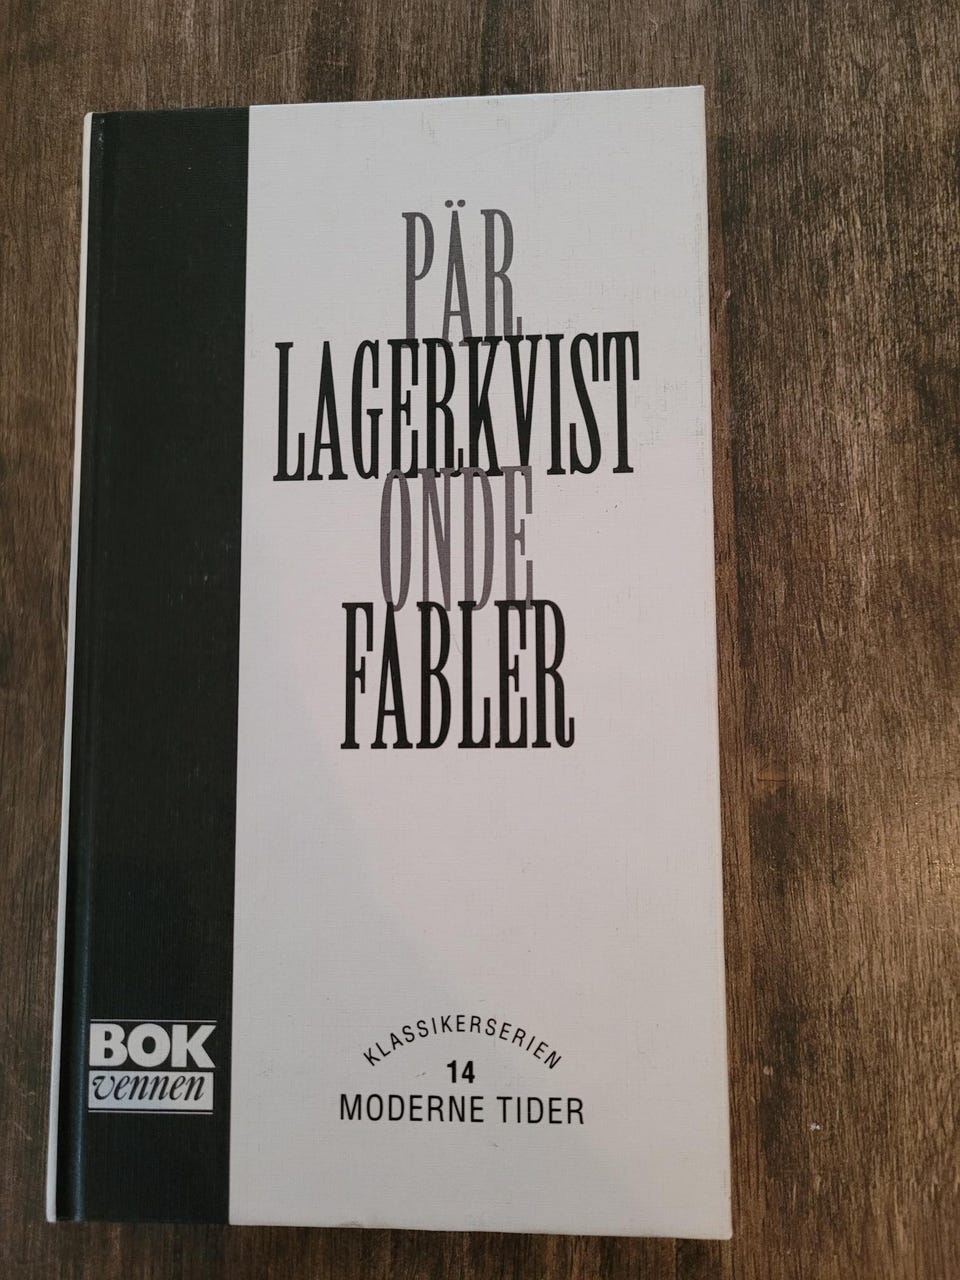 PÄR
LAGERKVIST
ONDE
FABLER
KLASSIKERSERIEN
14
MODERNE TIDER
BOK
vennen